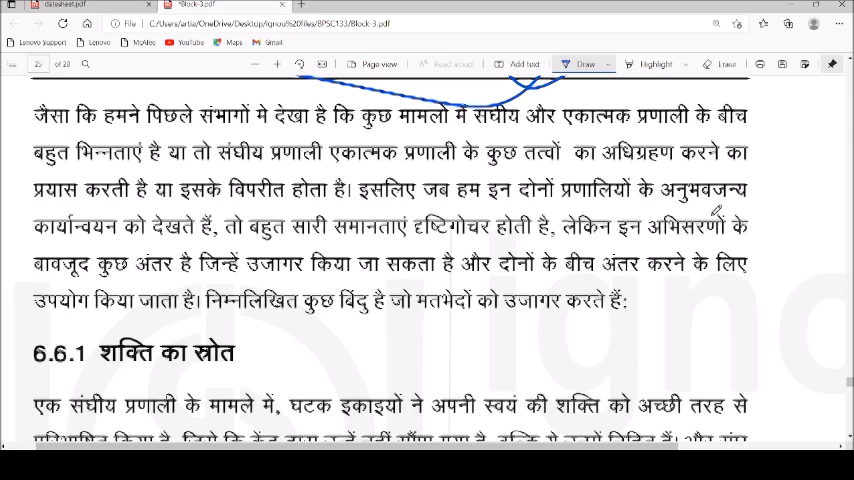 datesheet.pdf
*Block-3.pdf
File
C:/Users/artia/OneDrive/Desktop/ignou%20files/BPSC133/Block-3.pdf
Lenovo Support
Lenovo
McAfee
YouTube
Maps
Gmail
25 of 28
Page view
Read aloud
Add text
Draw
Highlight
Erase
जैसा कि हमने पिछले संभागों मे देखा है कि कुछ मामलो में संघीय और एकात्मक प्रणाली के बीच
बहुत भिन्नताएं है या तो संघीय प्रणाली एकात्मक प्रणाली के कुछ तत्वों का अधिग्रहण करने का
प्रयास करती है या इसके विपरीत होता है। इसलिए जब हम इन दोनों प्रणालियों के अनुभवजन्य
कार्यान्वयन को देखते हैं, तो बहुत सारी समानताएं दृष्टिगोचर होती है, लेकिन इन अभिसरणों के
बावजूद कुछ अंतर है जिन्हें उजागर किया जा सकता है और दोनों के बीच अंतर करने के लिए
उपयोग किया जाता है। निम्नलिखित कुछ बिंदु है जो मतभेदों को उजागर करते हैं:
6.6.1 शक्ति का स्रोत
एक संघीय प्रणाली के मामले में, घटक इकाइयों ने अपनी स्वयं की शक्ति को अच्छी तरह से